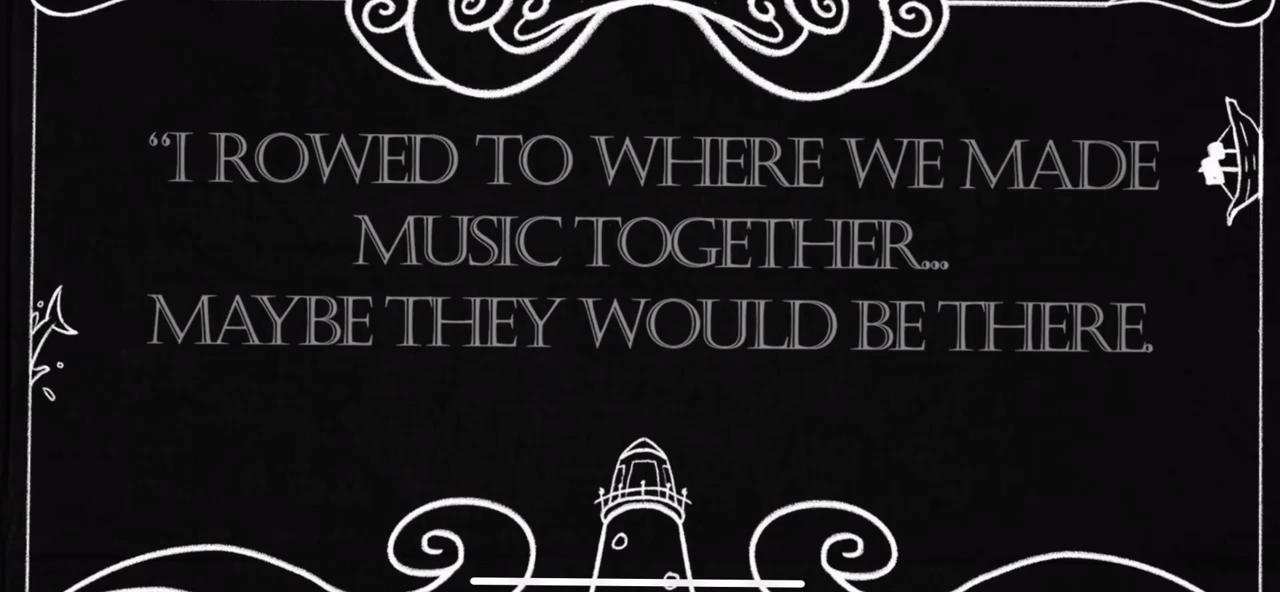 “I ROWED TO WHERE WE MADE
MUSIC TOGETHER...
MAYBE THEY WOULD BE THERE.